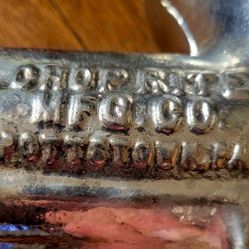 CHOP RITE
MFG CO
POTTSTOWN, PA